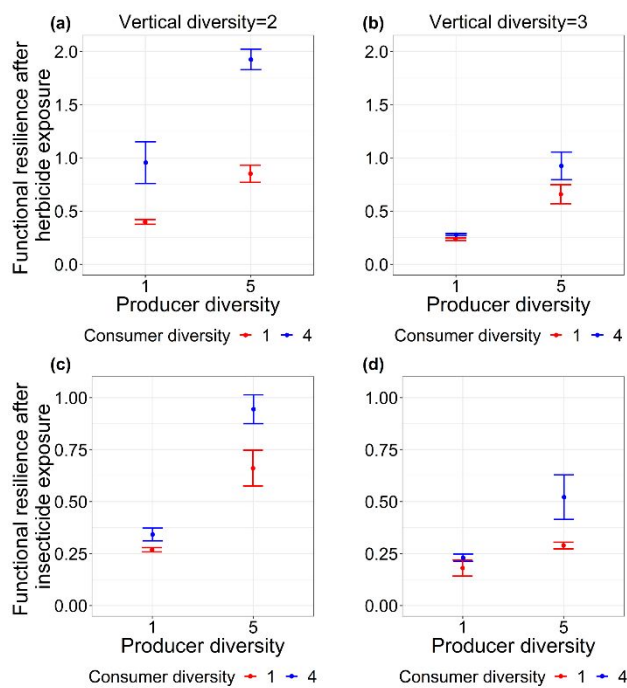 (a) Vertical diversity=2
(b) Vertical diversity=3
Functional resilience after
herbicide exposure
2.0
1.5
1.0
0.5
0.0
1 5
Producer diversity
Consumer diversity 1 4
2.0
1.5
1.0
0.5
0.0
1 5
Producer diversity
Consumer diversity 1 4
(c)
Functional resilience after
insecticide exposure
1.00
0.75
0.50
0.25
0.00
1 5
Producer diversity
Consumer diversity 1 4
(d)
1.00
0.75
0.50
0.25
0.00
1 5
Producer diversity
Consumer diversity 1 4